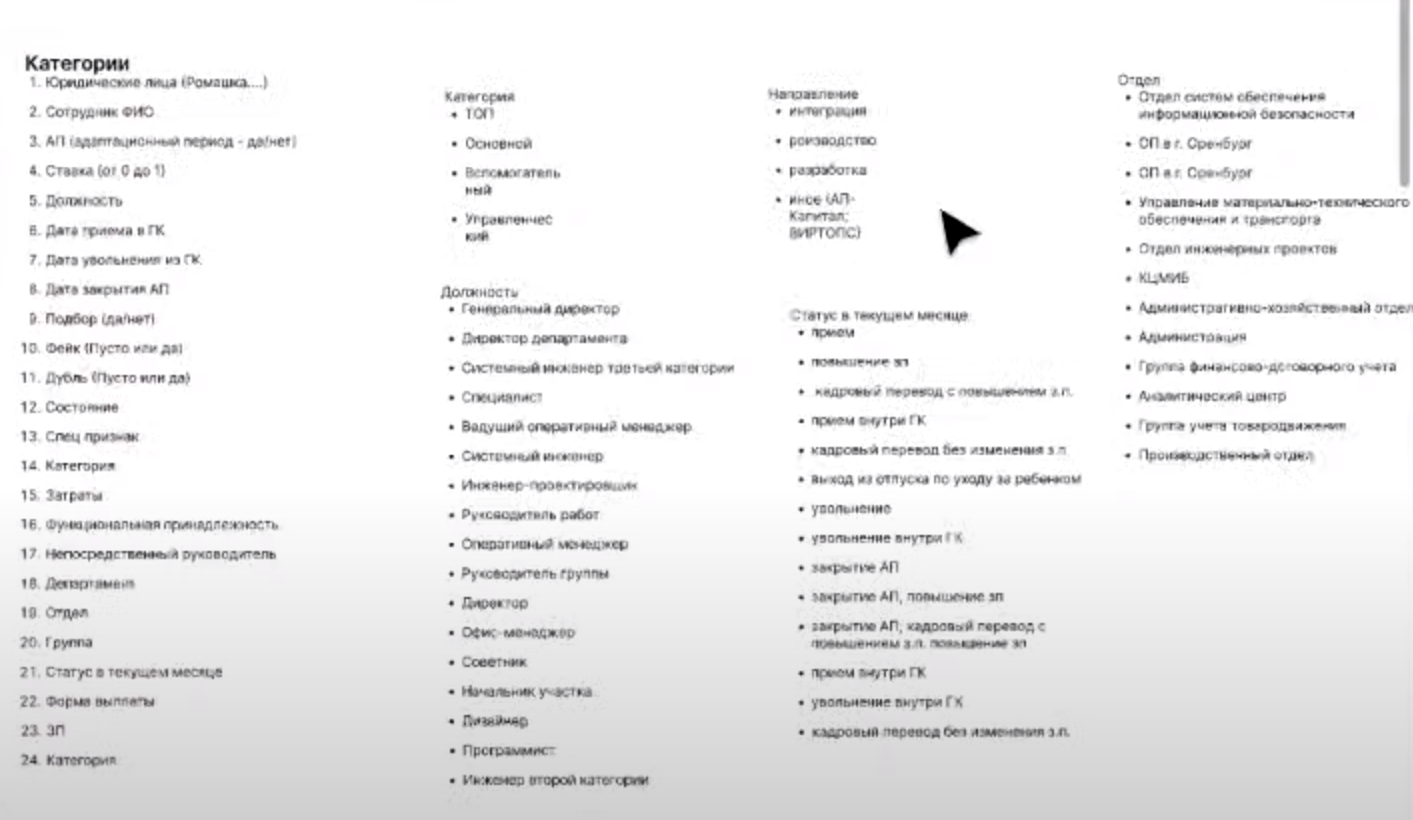 Категории
1. Юридические лица (Ромашка....)
2. Сотрудник ФИО
3. АП (адаптационный период - да/нет)
4. Ставка (от 0 до 1)
5. Должность
6. Дата приема в ГК
7. Дата увольнения из ГК
8. Дата закрытия АП
9. Подбор (да/нет)
10. Фейк (Пусто или да)
11. Дубль (Пусто или да)
12. Состояние
13. Спец признак
14. Категория
15. Затраты
16. Функциональная принадлежность
17. Непосредственный руководитель
18. Департамент
19. Отдел
20. Группа
21. Статус в текущем месяце
22. Форма выплаты
23. ЗП
24. Категория
Категория
• ТОП
• Основной
• Вспомогатель
ный
• Управленчес
кий
Должность
• Генеральный директор
• Директор департамента
• Системный инженер третьей категории
• Специалист
• Ведущий оперативный менеджер
• Системный инженер
• Инженер-проектировщик
• Руководитель работ
• Оперативный менеджер
• Руководитель группы
• Директор
• Офис-менеджер
• Советник
• Начальник участка
• Дизайнер
• Программист
• Инженер второй категории
Направление
• интеграция
• роизводство
• разработка
• иное (АП-
Капитал;
ВИРТОПС)
Статус в текущем месяце
• прием
• повышение зп
• кадровый перевод с повышением з.п.
• прием внутри ГК
• кадровый перевод без изменения з.п
• выход из отпуска по уходу за ребенком
• увольнение
• увольнение внутри ГК
• закрытие АП
• закрытие АП, повышение зп
• закрытие АП; кадровый перевод с
повышением з.п. повышение зп
• прием внутри ГК
• увольнение внутри ГК
• кадровый перевод без изменения з.п.
Отдел
• Отдел систем обеспечения
информационной безопасности
• ОП в г. Оренбург
• ОП в г. Оренбург
• Управление материально-технического
обеспечения и транспорта
• Отдел инженерных проектов
• КЦМИБ
• Административно-хозяйственный отдел
• Администрация
• Группа финансово-договорного учета
• Аналитический центр
• Группа учета товародвижения
• Производственный отдел